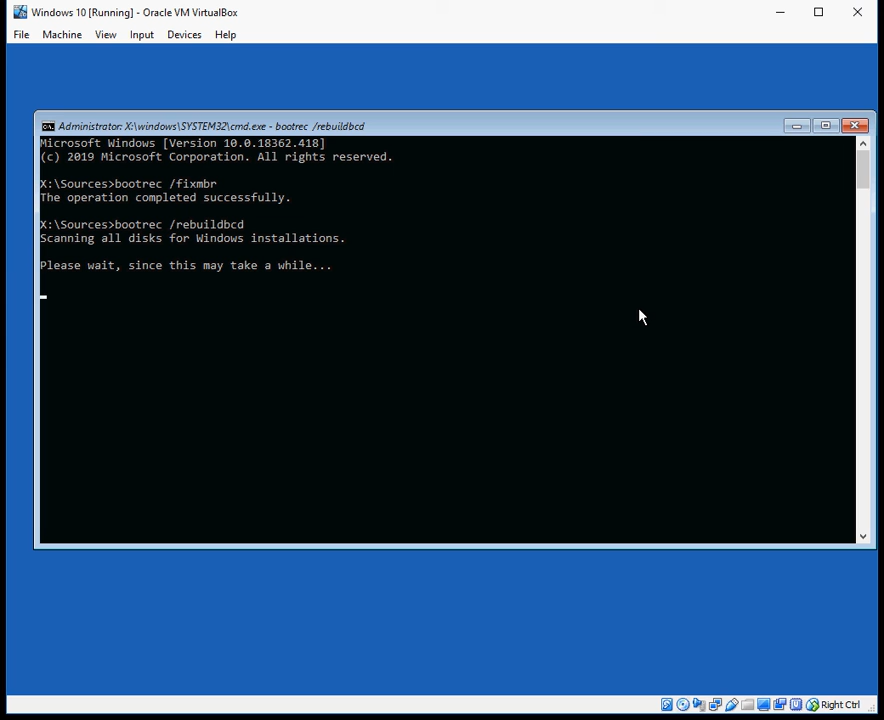 Windows 10 [Running] - Oracle VM VirtualBox
File Machine View Input Devices Help
Administrator: X:\windows\SYSTEM32\cmd.exe - bootrec /rebuildbcd
Microsoft Windows [Version 10.0.18362.418]
(c) 2019 Microsoft Corporation. All rights reserved.
X:\Sources>bootrec /fixmbr
The operation completed successfully.
X:\Sources>bootrec /rebuildbcd
Scanning all disks for Windows installations.
Please wait, since this may take a while...
Right Ctrl